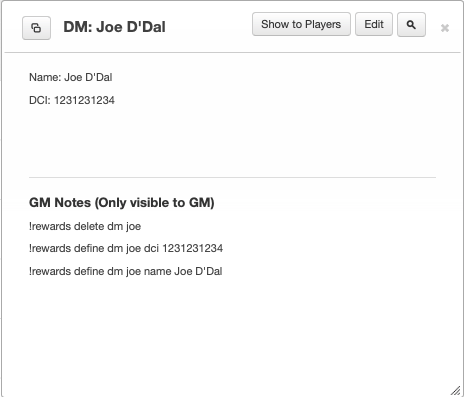 DM: Joe D'Dal
Show to Players
Edit
Name: Joe D'Dal
DCI: 1231231234
GM Notes (Only visible to GM)
!rewards delete dm joe
!rewards define dm joe dci 1231231234
!rewards define dm joe name Joe D'Dal